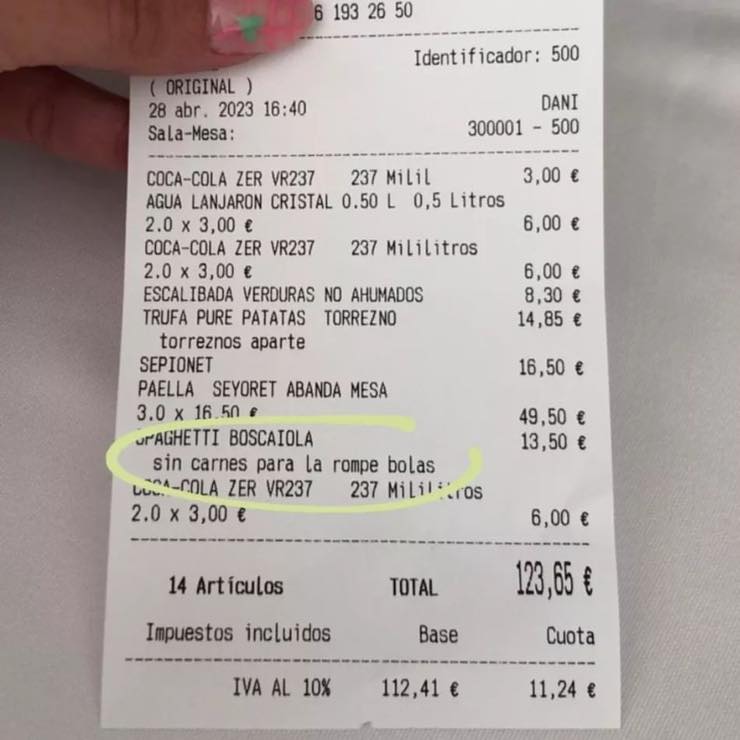 6 193 26 50
Identificador: 500
( ORIGINAL )
28 abr. 2023 16:40 DANI
Sala-Mesa: 300001 - 500
COCA-COLA ZER VR237 237 Milil 3,00 €
AGUA LANJARON CRISTAL 0.50 L 0,5 Litros
2.0 x 3,00 € 6,00 €
COCA-COLA ZER VR237 237 Mililitros
2.0 x 3,00 € 6,00 €
ESCALIBADA VERDURAS NO AHUMADOS 8,30 €
TRUFA PURE PATATAS TORREZNO 14,85 €
torreznos aparte
SEPIONET 16,50 €
PAELLA SEYORET ABANDA MESA
3.0 x 16.50 € 49,50 €
SPAGHETTI BOSCAIOLA 13,50 €
sin carnes para la rompe bolas
COCA-COLA ZER VR237 237 Mililitros
2.0 x 3,00 € 6,00 €
14 Artículos TOTAL 123,65 €
Impuestos incluidos Base Cuota
IVA AL 10% 112,41 € 11,24 €